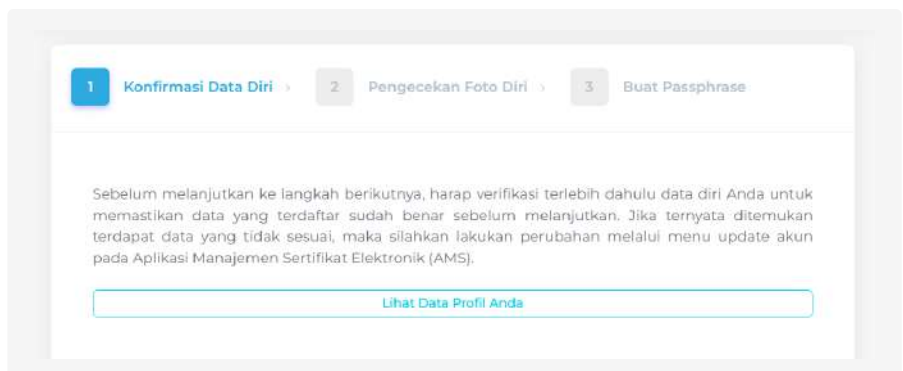 1 Konfirmasi Data Diri › 2 Pengecekan Foto Diri › 3 Buat Passphrase
Sebelum melanjutkan ke langkah berikutnya, harap verifikasi terlebih dahulu data diri Anda untuk
memastikan data yang terdaftar sudah benar sebelum melanjutkan. Jika ternyata ditemukan
terdapat data yang tidak sesuai, maka silahkan lakukan perubahan melalui menu update akun
pada Aplikasi Manajemen Sertifikat Elektronik (AMS).
Lihat Data Profil Anda